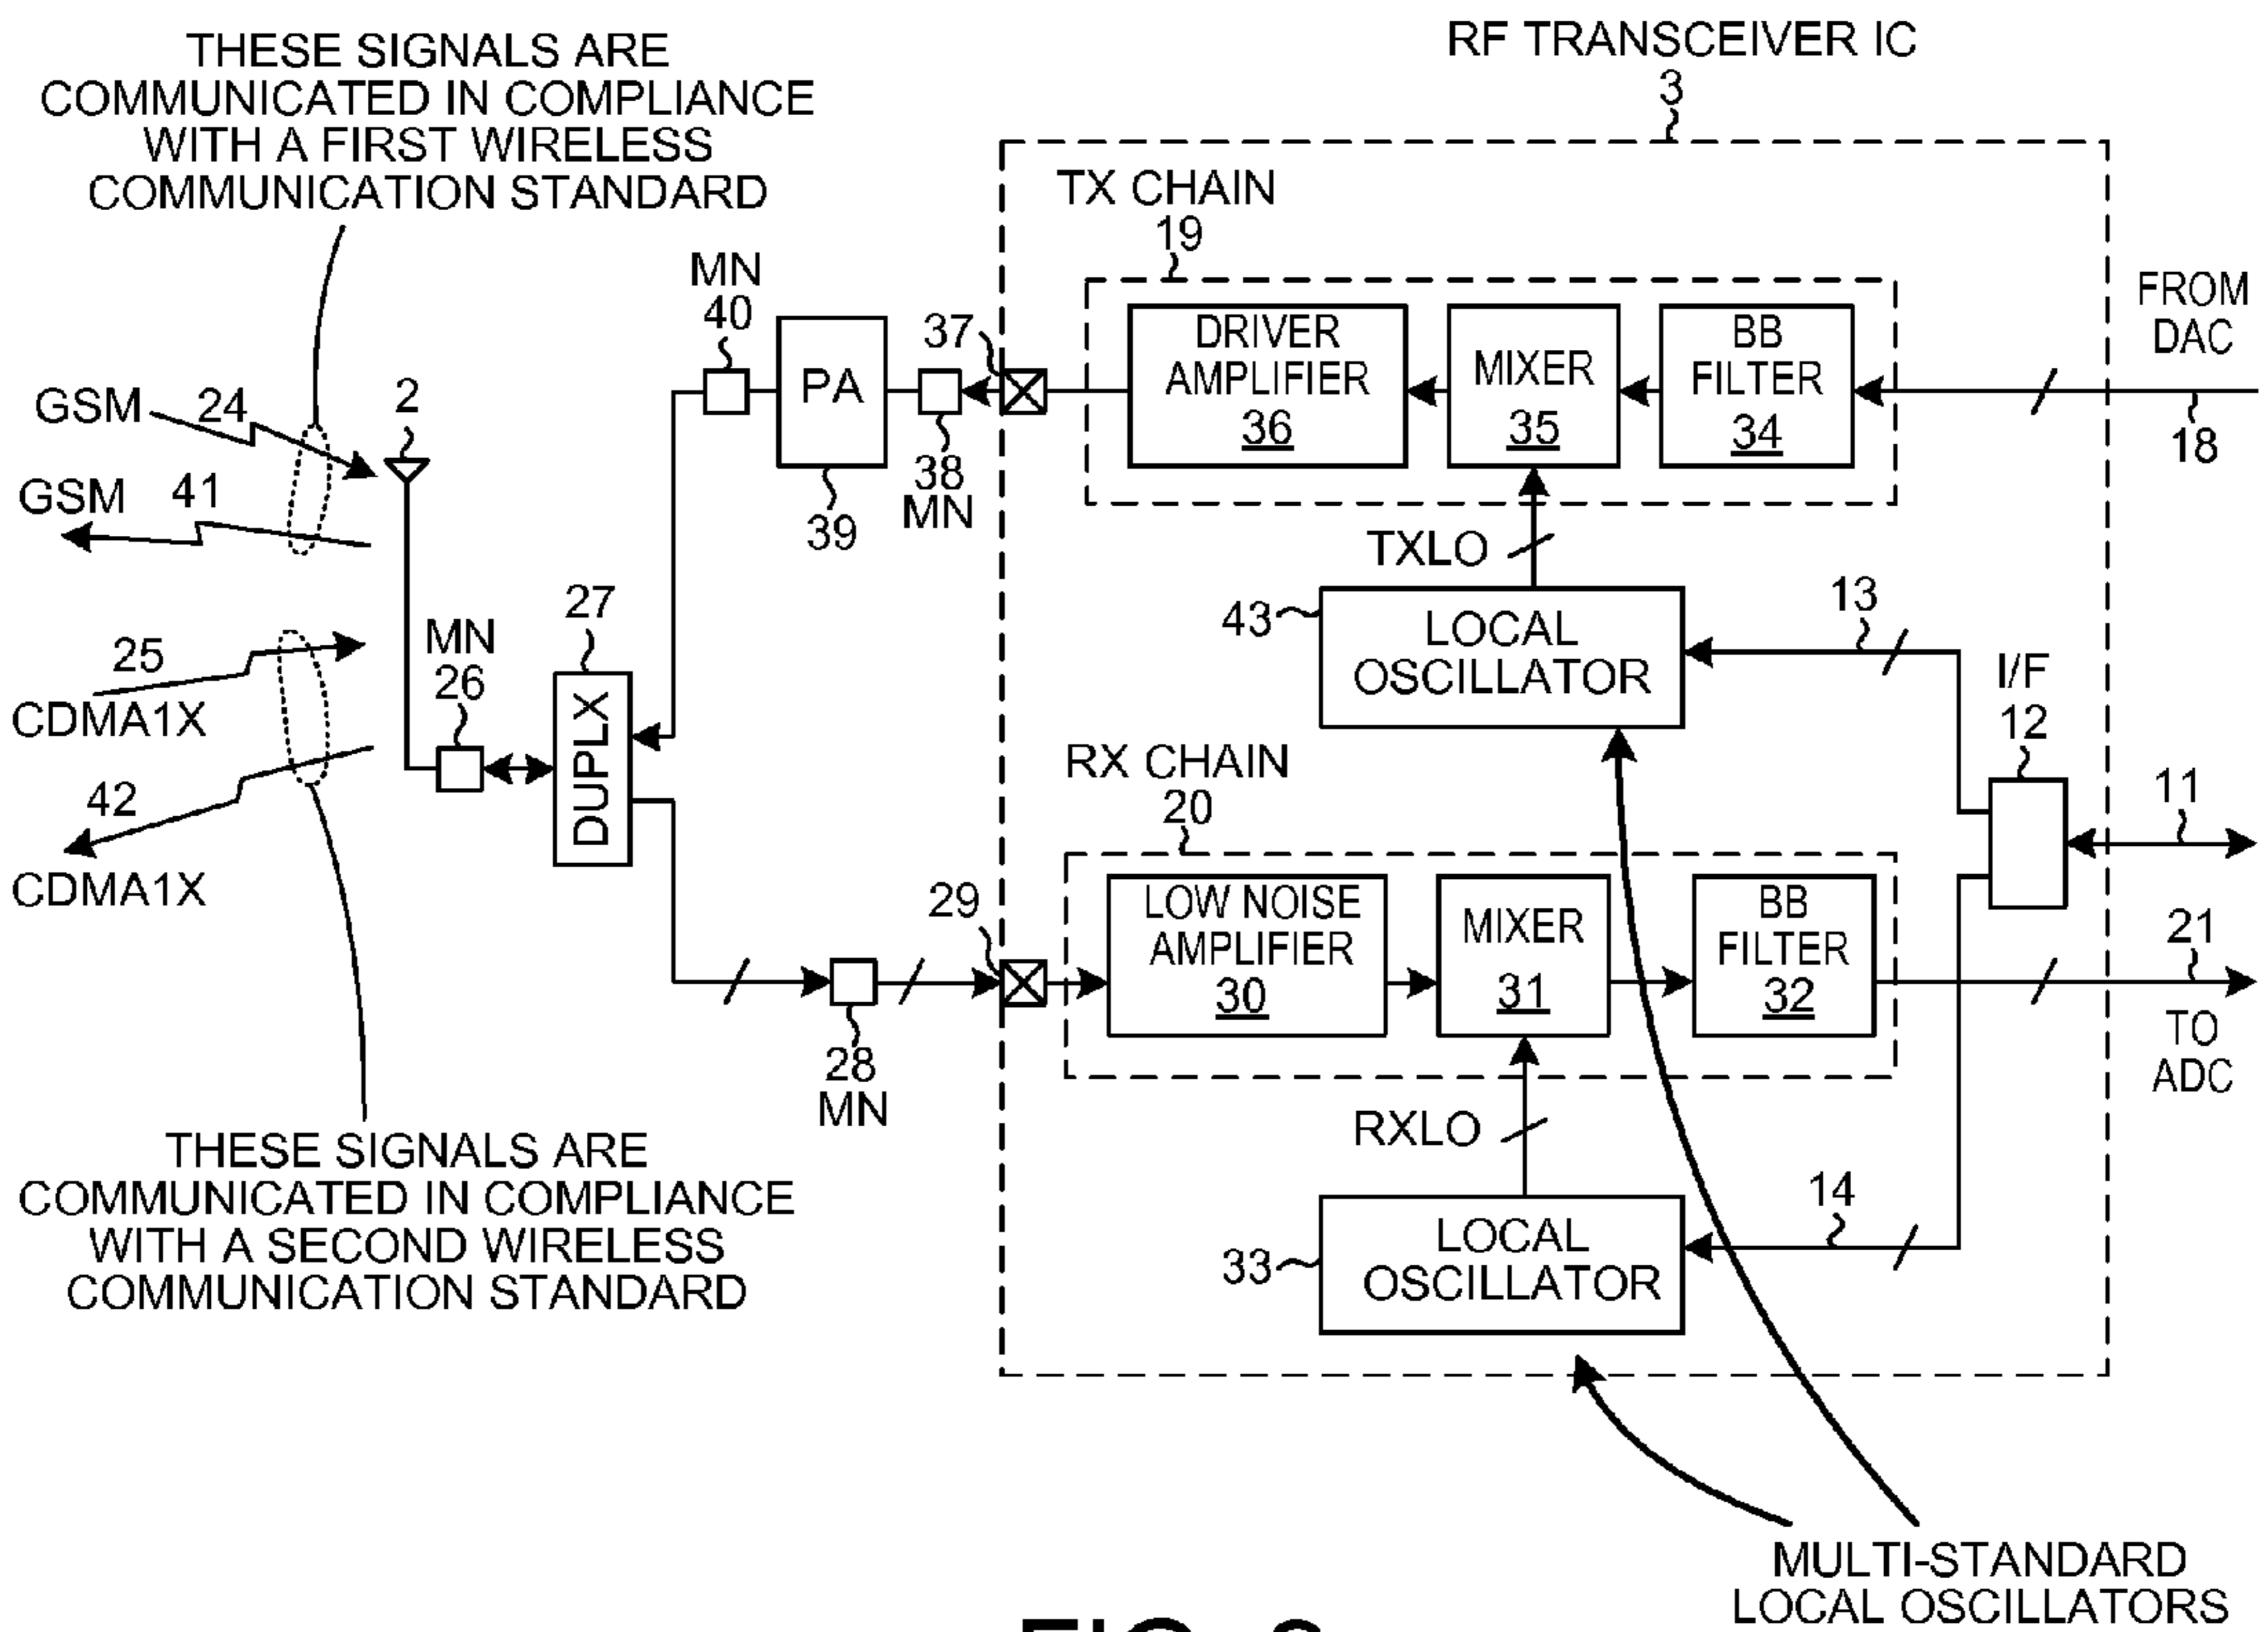 THESE SIGNALS ARE
COMMUNICATED IN COMPLIANCE
WITH A FIRST WIRELESS
COMMUNICATION STANDARD
RF TRANSCEIVER IC
3
TX CHAIN
19
MN
40
37
PA
39
38
MN
DRIVER
AMPLIFIER
36
MIXER
35
BB
FILTER
34
FROM
DAC
18
GSM
24
2
GSM
41
TXLO
43
LOCAL
OSCILLATOR
13
I/F
12
11
25
CDMA1X
MN
26
27
DUPLX
42
CDMA1X
RX CHAIN
20
29
LOW NOISE
AMPLIFIER
30
MIXER
31
BB
FILTER
32
21
TO
ADC
28
MN
RXLO
33
LOCAL
OSCILLATOR
14
THESE SIGNALS ARE
COMMUNICATED IN COMPLIANCE
WITH A SECOND WIRELESS
COMMUNICATION STANDARD
MULTI-STANDARD
LOCAL OSCILLATORS